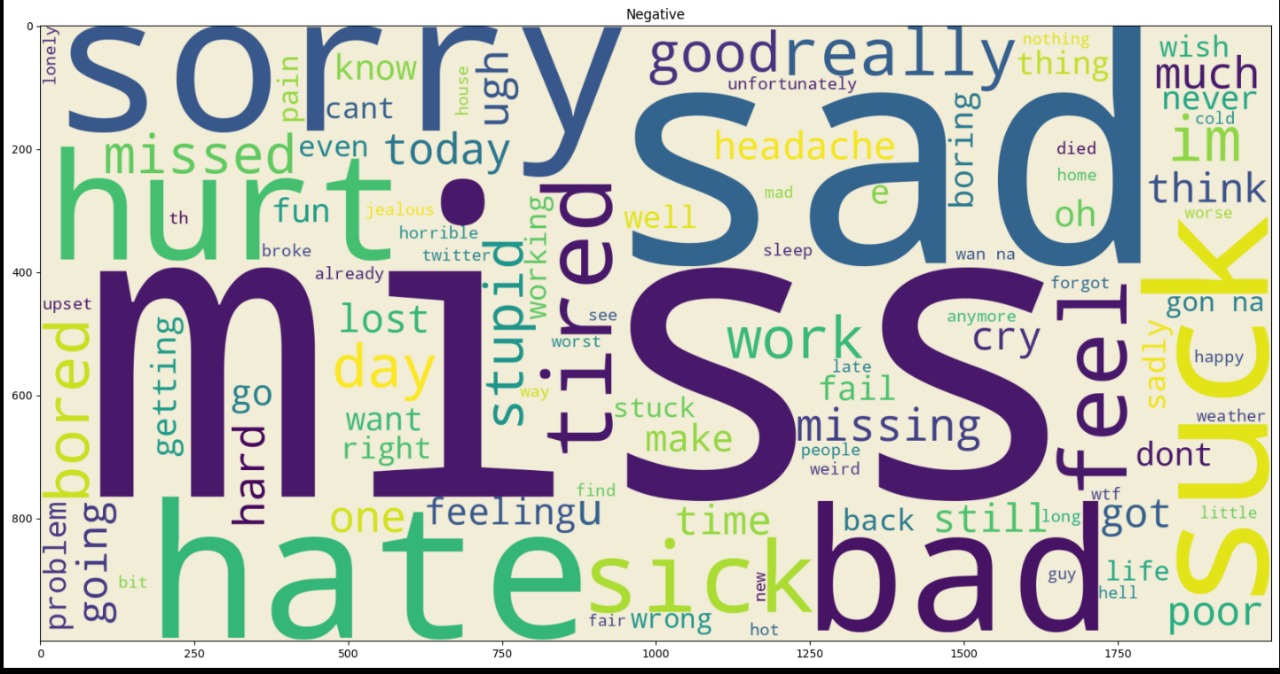 Negative
0
200
400
600
800
0
250
500
750
1000
1250
1500
1750
lonely
sorry
pain
know
cant
house
ugh
good
really
nothing
thing
unfortunately
wish
much
never
cold
im
missed
even
today
sad
headache
boring
died
home
oh
think
worse
hurt
th
fun
jealous
horrible
twitter
broke
already
working
tired
well
mad
e
sleep
wan na
forgot
suck
gon na
upset
bored
miss
getting
go
hard
lost
day
want
right
stupid
see
worst
way
stuck
make
work
late
fail
missing
people
weird
anymore
cry
feel
sadly
happy
weather
dont
wtf
little
problem
going
bit
hate
one
feeling
u
find
sick
fair
wrong
time
new
hot
bad
back
still
long
guy
got
life
hell
poor